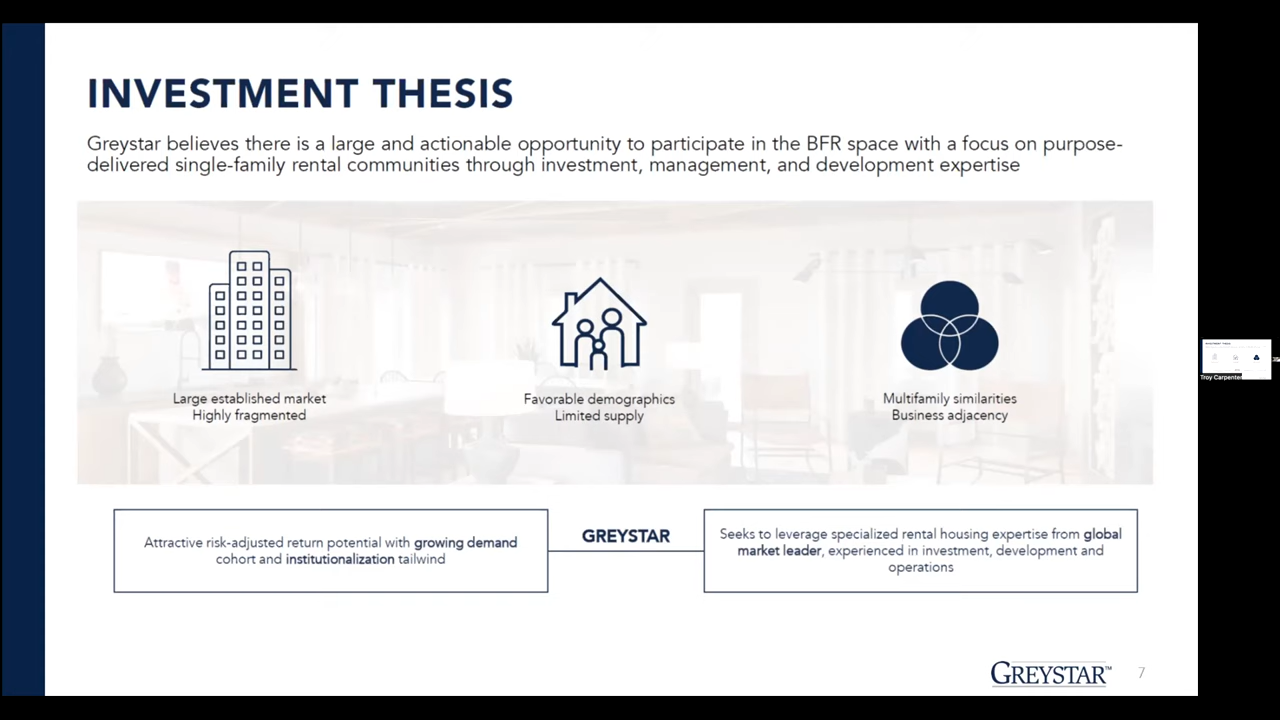 INVESTMENT THESIS
Greystar believes there is a large and actionable opportunity to participate in the BFR space with a focus on purpose-
delivered single-family rental communities through investment, management, and development expertise
Large established market
Highly fragmented
Favorable demographics
Limited supply
Multifamily similarities
Business adjacency
Attractive risk-adjusted return potential with growing demand
cohort and institutionalization tailwind
GREYSTAR
Seeks to leverage specialized rental housing expertise from global
market leader, experienced in investment, development and
operations
GREYSTAR™
7
INVESTMENT THESIS
Troy Carpenter